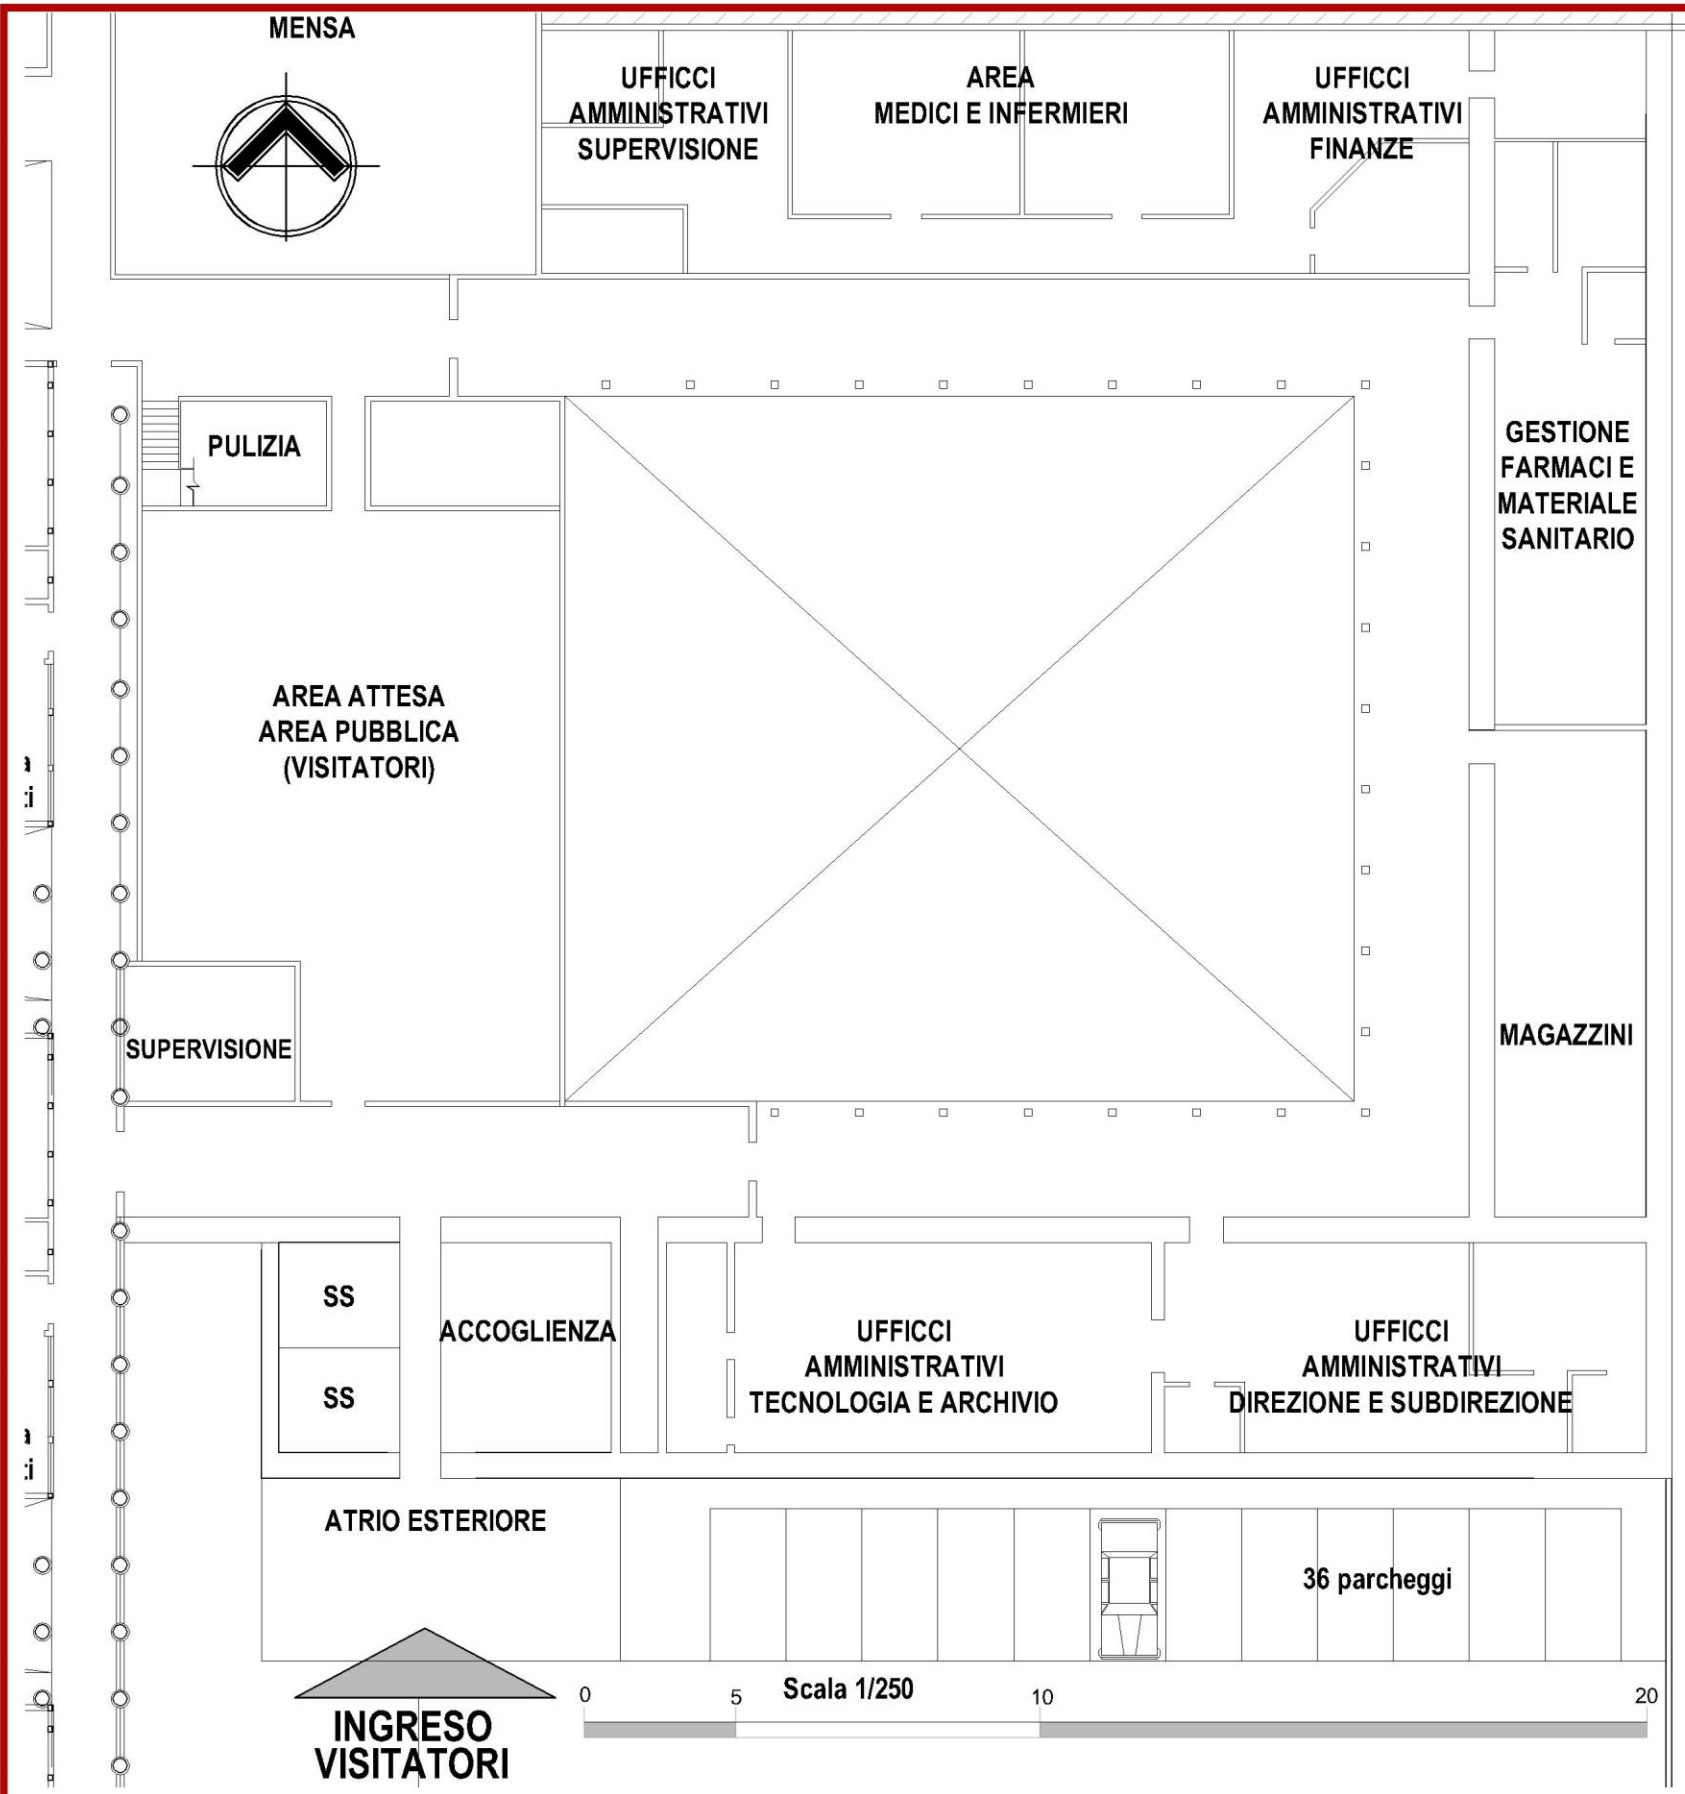 MENSA
UFFICCI
AMMINISTRATIVI
SUPERVISIONE
AREA
MEDICI E INFERMIERI
UFFICCI
AMMINISTRATIVI
FINANZE
PULIZIA
GESTIONE
FARMACI E
MATERIALE
SANITARIO
AREA ATTESA
AREA PUBBLICA
(VISITATORI)
SUPERVISIONE
MAGAZZINI
SS
SS
ACCOGLIENZA
UFFICCI
AMMINISTRATIVI
TECNOLOGIA E ARCHIVIO
UFFICCI
AMMINISTRATIVI
DIREZIONE E SUBDIREZIONE
ATRIO ESTERIORE
36 parcheggi
INGRESO
VISITATORI
0 5 Scala 1/250 10 20